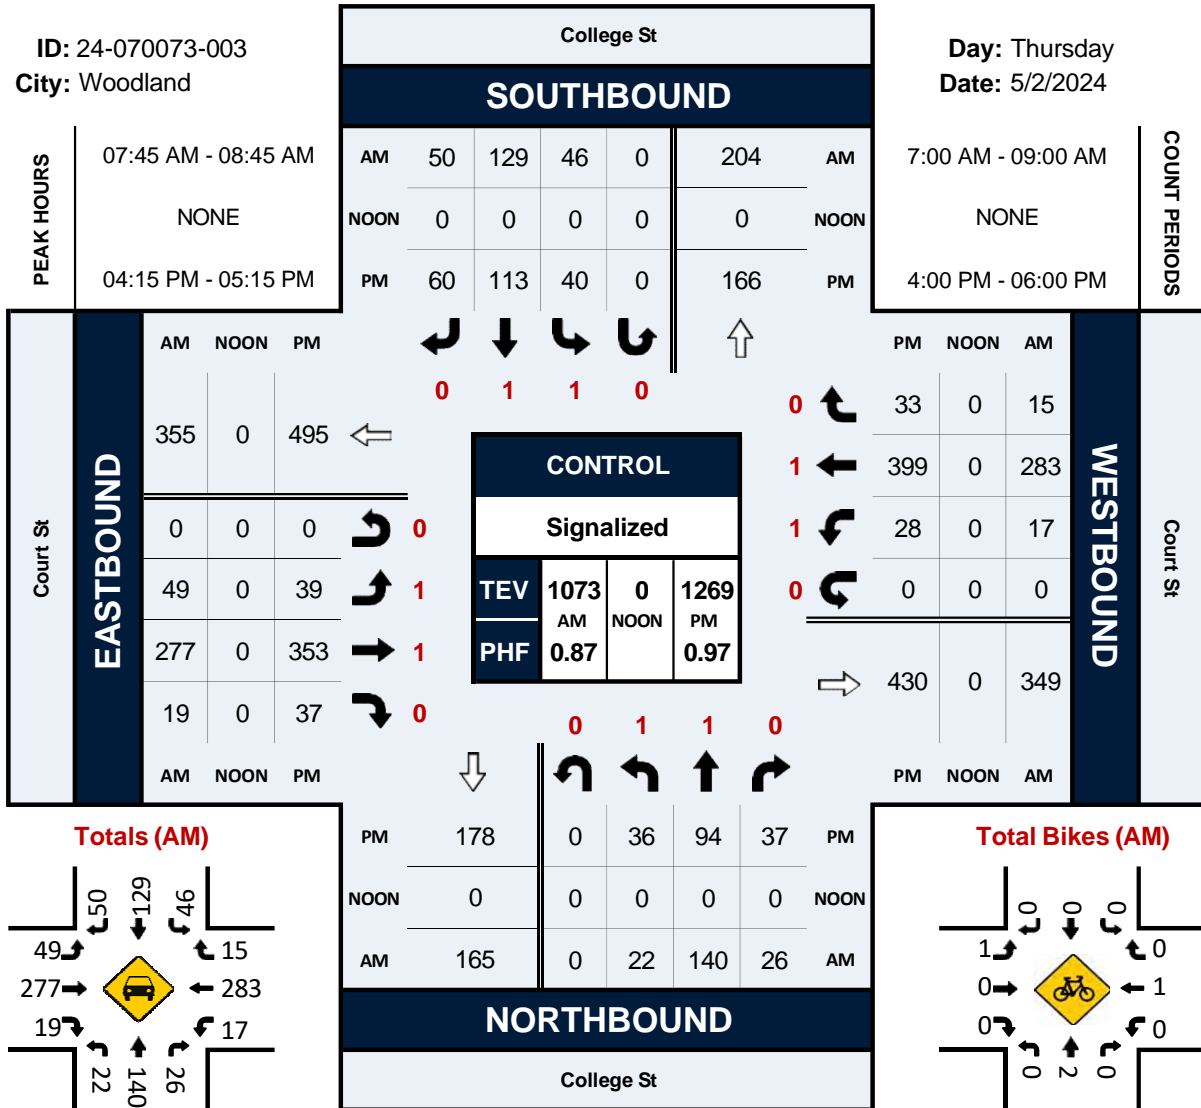 College St
ID: 24-070073-003
Day: Thursday
City: Woodland
Date: 5/2/2024
SOUTHBOUND
PEAK HOURS
07:45 AM - 08:45 AM
NONE
04:15 PM - 05:15 PM
AM 50 129 46 0 204 AM
NOON 0 0 0 0 0 NOON
PM 60 113 40 0 166 PM
7:00 AM - 09:00 AM
NONE
4:00 PM - 06:00 PM
COUNT PERIODS
0 1 1 0
Court St
EASTBOUND
AM NOON PM
355 0 495
0 0 0 0
49 0 39 1
277 0 353 1
19 0 37 0
AM NOON PM
CONTROL
Signalized
TEV 1073 0 1269
AM NOON PM
PHF 0.87 0.97
PM NOON AM
0 33 0 15
1 399 0 283
1 28 0 17
0 0 0 0
430 0 349
PM NOON AM
WESTBOUND
Court St
0 1 1 0
PM 178 0 36 94 37 PM
NOON 0 0 0 0 0 NOON
AM 165 0 22 140 26 AM
NORTHBOUND
College St
Totals (AM)
50 129 46
49 15
277 283
19 17
22 140 26
Total Bikes (AM)
0 0 0
1 0
0 1
0 0
0 2 0